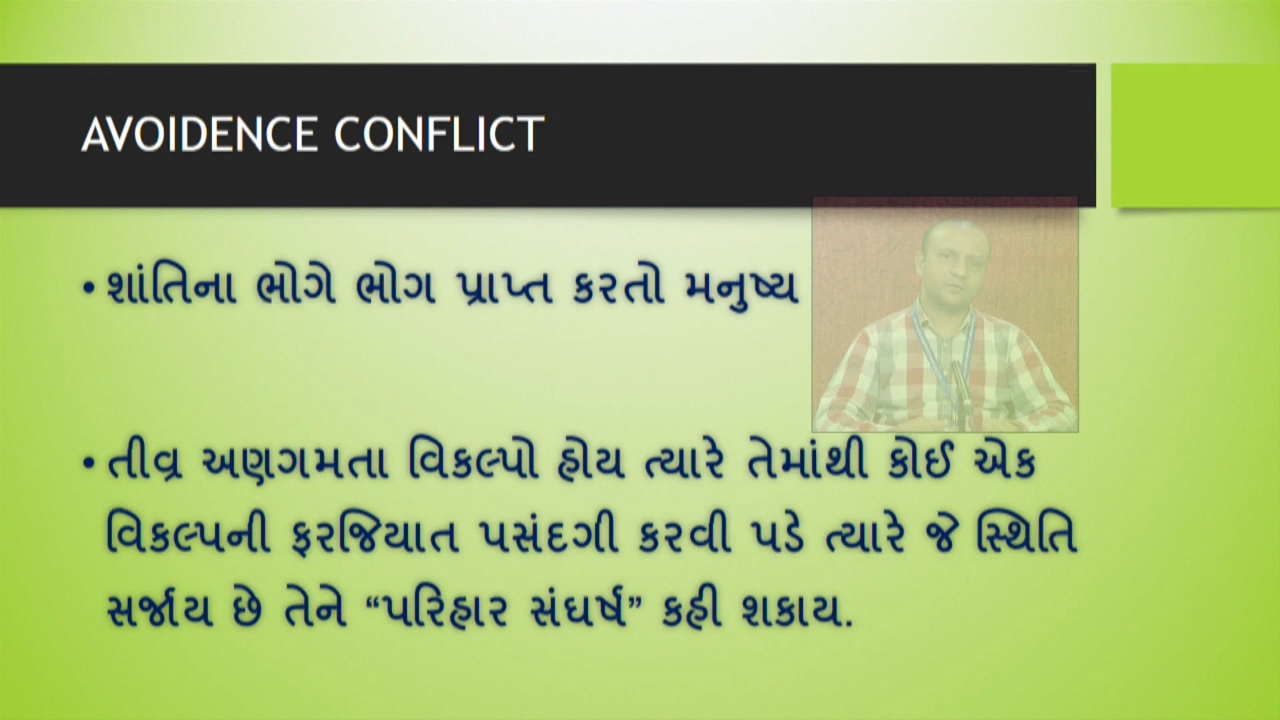 AVOIDENCE CONFLICT
• શાંતિના ભોગે ભોગ પ્રાપ્ત કરતો મનુષ્ય
• તીવ્ર અણગમતા વિકલ્પો હોય ત્યારે તેમાંથી કોઈ એક
વિકલ્પની ફરજિયાત પસંદગી કરવી પડે ત્યારે જે સ્થિતિ
સર્જાય છે તેને “પરિહાર સંઘર્ષ” કહી શકાય.